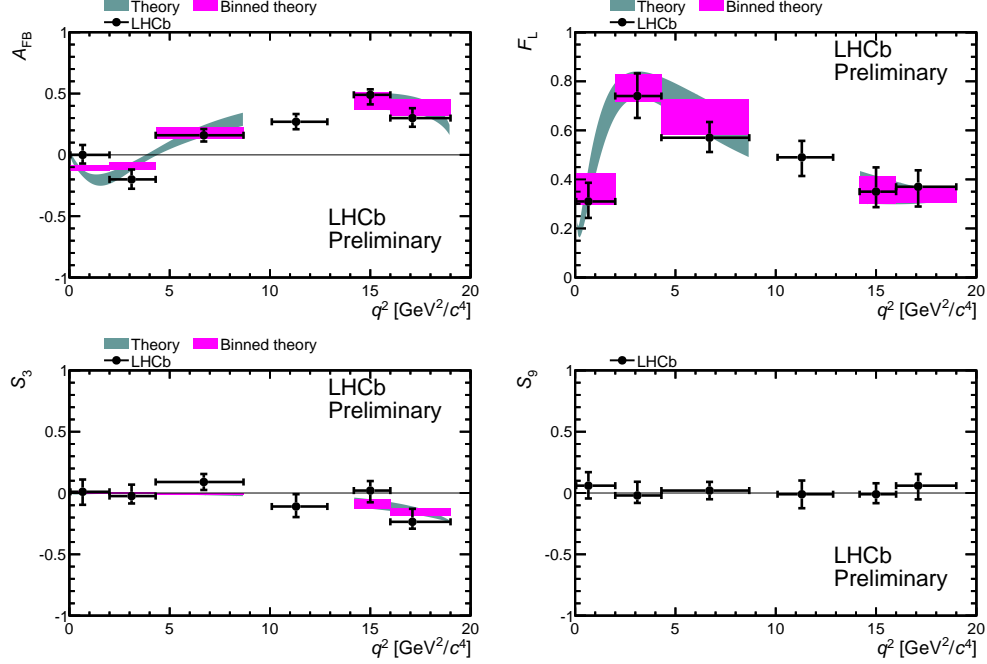 Theory Binned theory
LHCb
A_FB
1
0.5
0
-0.5
-1
LHCb
Preliminary
0 5 10 15 20
q² [GeV²/c⁴]
Theory Binned theory
LHCb
F_L
1
0.8
0.6
0.4
0.2
0
LHCb
Preliminary
0 5 10 15 20
q² [GeV²/c⁴]
Theory Binned theory
LHCb
S_3
1
0.5
0
-0.5
-1
LHCb
Preliminary
0 5 10 15 20
q² [GeV²/c⁴]
LHCb
S_9
1
0.5
0
-0.5
-1
LHCb
Preliminary
0 5 10 15 20
q² [GeV²/c⁴]